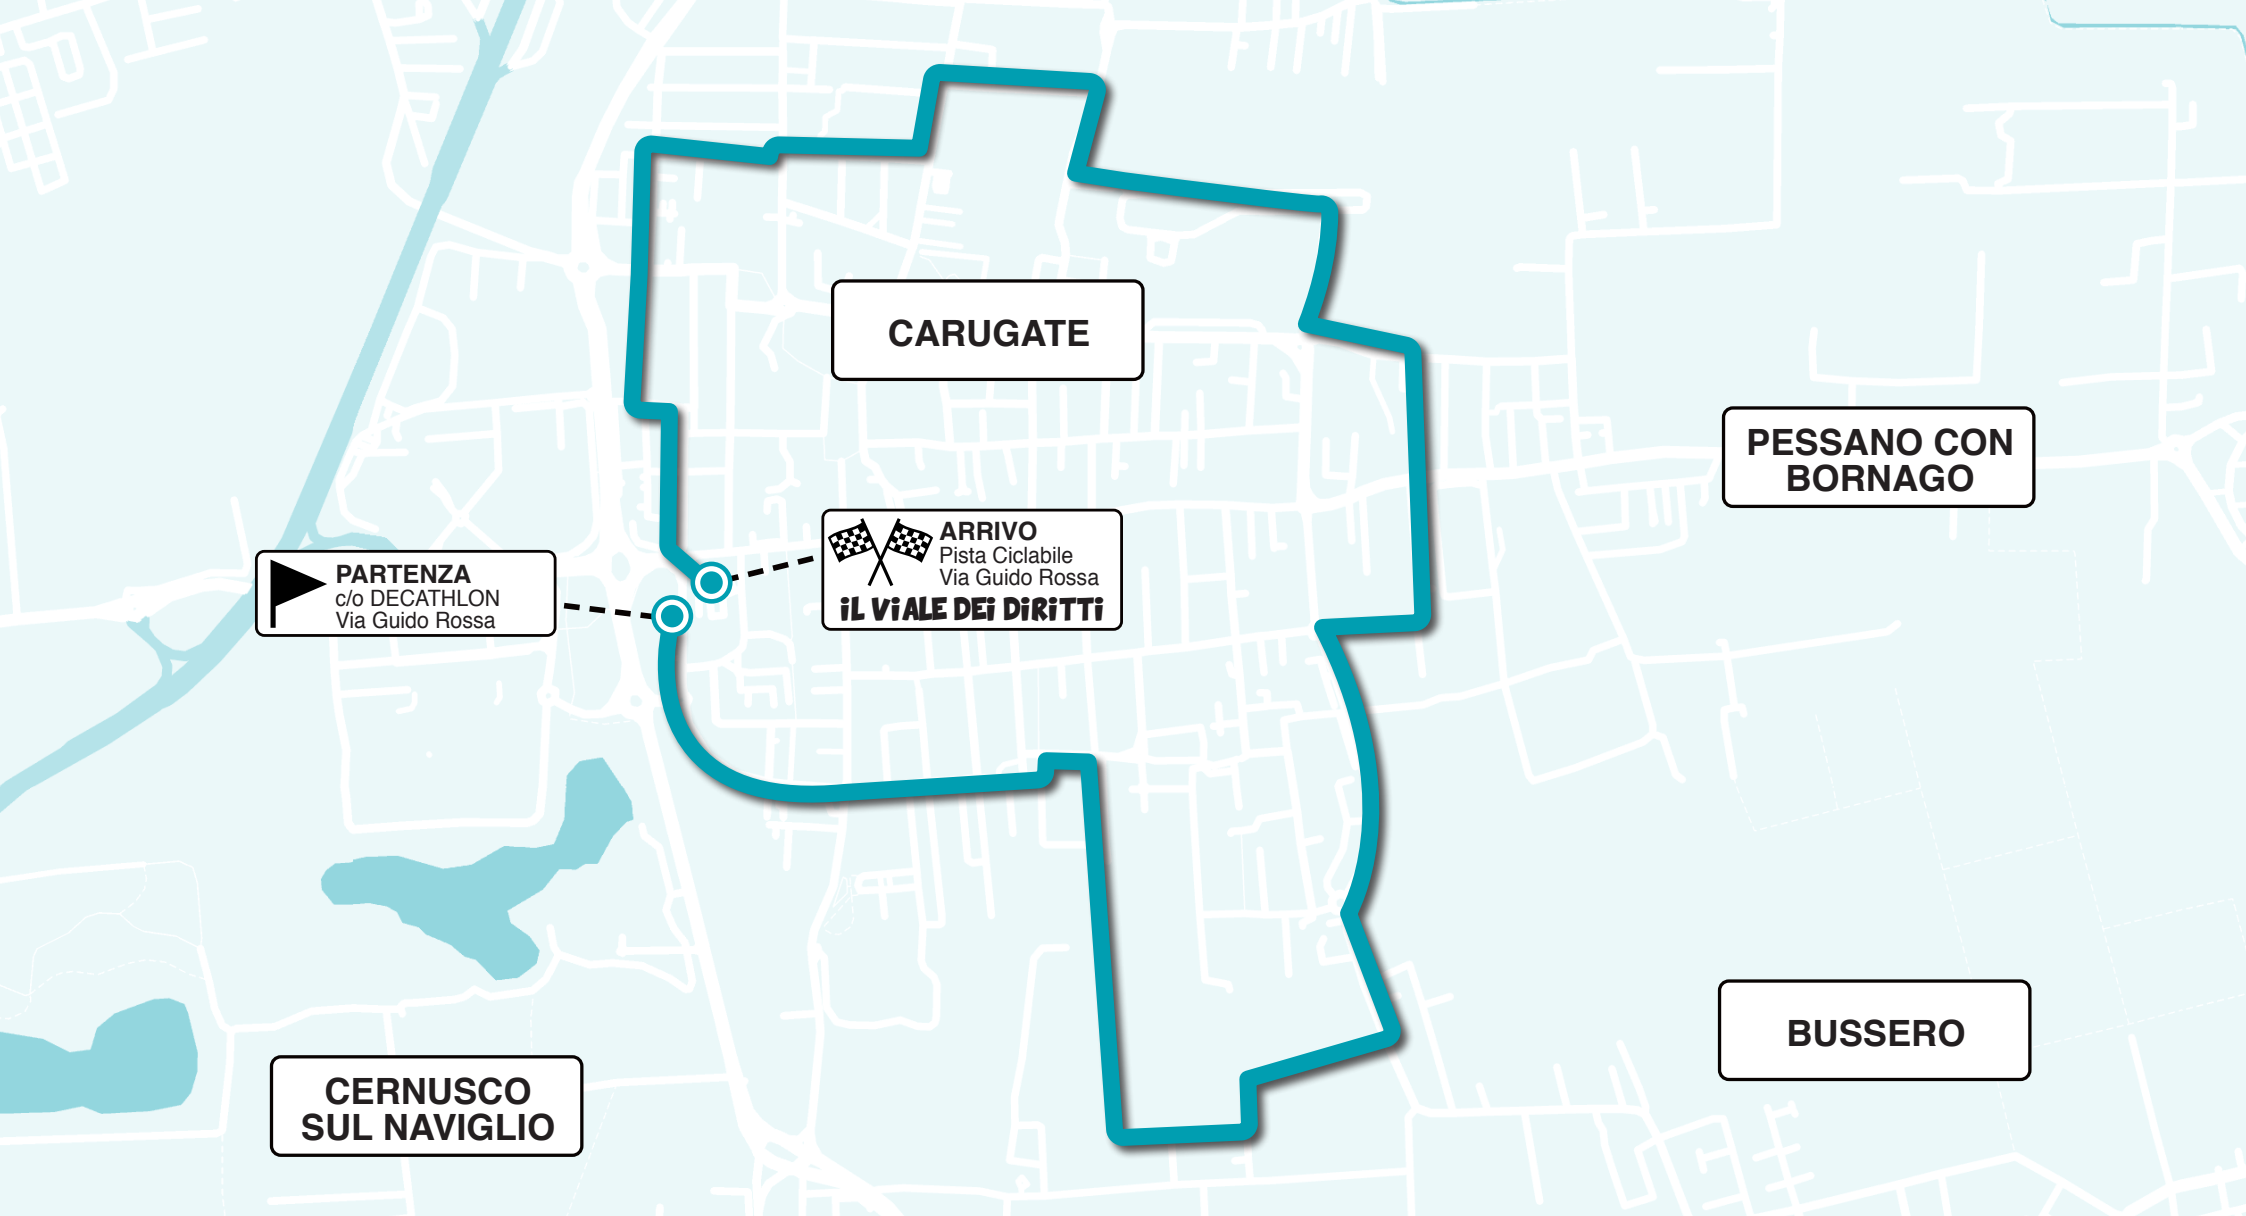 CARUGATE
PESSANO CON
BORNAGO
ARRIVO
Pista Ciclabile
Via Guido Rossa
iL ViALE DEi DiRiTTi
PARTENZA
c/o DECATHLON
Via Guido Rossa
BUSSERO
CERNUSCO
SUL NAVIGLIO